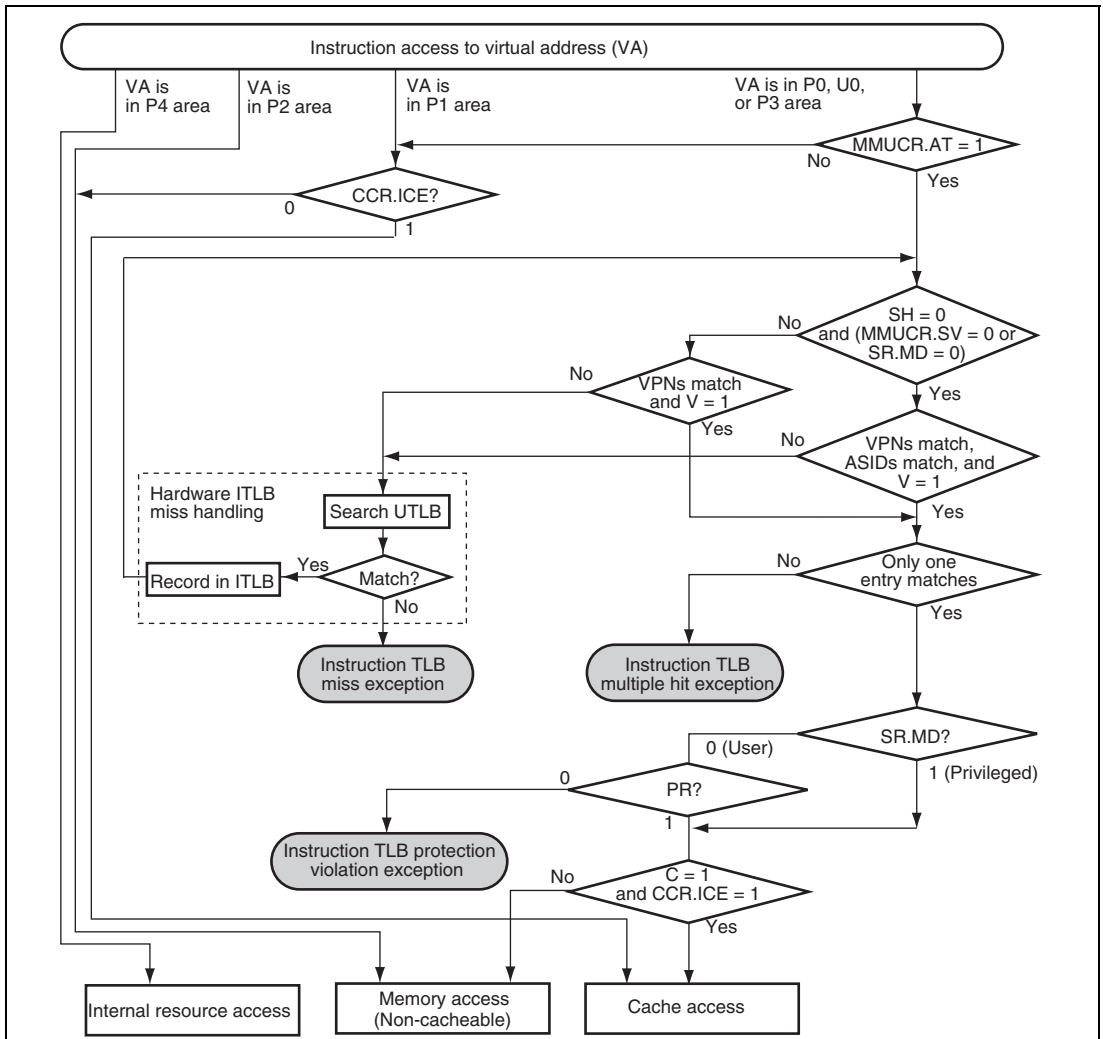 Instruction access to virtual address (VA)
VA is
in P4 area
VA is
in P2 area
VA is
in P1 area
VA is in P0, U0,
or P3 area
MMUCR.AT = 1
No
Yes
CCR.ICE?
0
1
SH = 0
and (MMUCR.SV = 0 or
SR.MD = 0)
No
Yes
VPNs match
and V = 1
No
Yes
VPNs match,
ASIDs match, and
V = 1
No
Yes
Hardware ITLB
miss handling
Search UTLB
Match?
Yes
No
Record in ITLB
Only one
entry matches
No
Yes
Instruction TLB
miss exception
Instruction TLB
multiple hit exception
SR.MD?
0 (User)
1 (Privileged)
PR?
0
1
Instruction TLB protection
violation exception
C = 1
and CCR.ICE = 1
No
Yes
Internal resource access
Memory access
(Non-cacheable)
Cache access